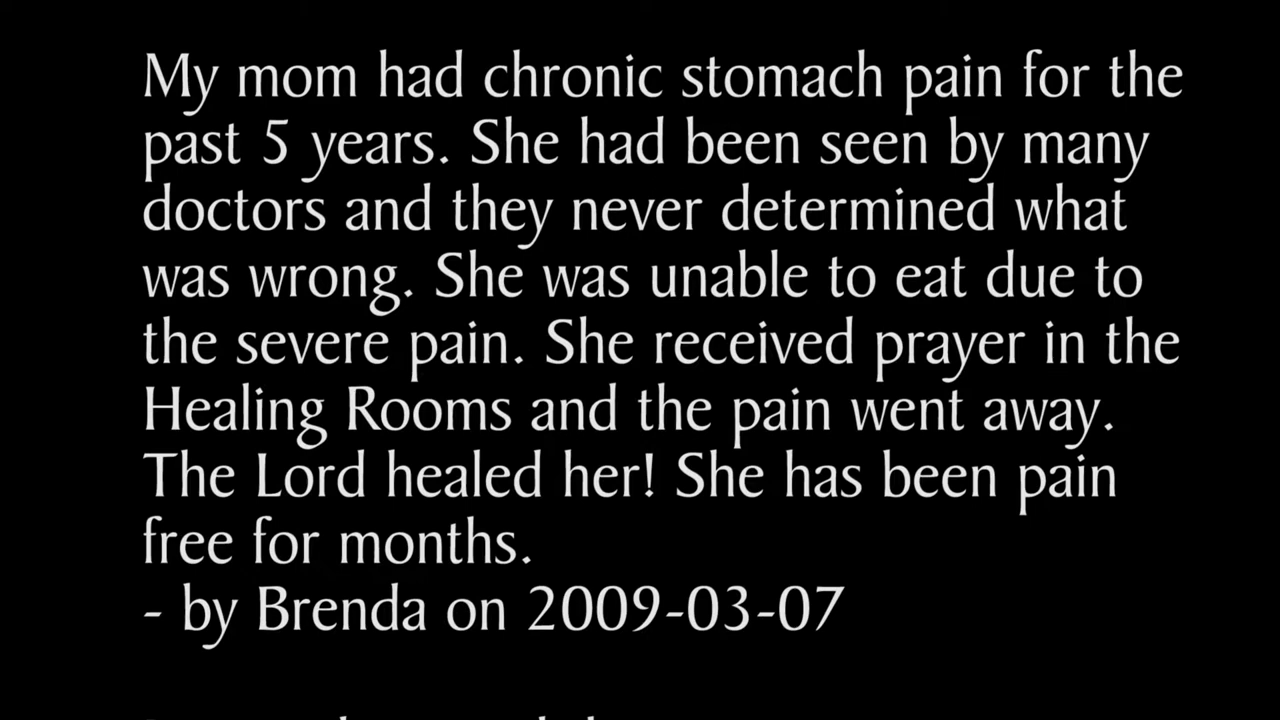 My mom had chronic stomach pain for the
past 5 years. She had been seen by many
doctors and they never determined what
was wrong. She was unable to eat due to
the severe pain. She received prayer in the
Healing Rooms and the pain went away.
The Lord healed her! She has been pain
free for months.
- by Brenda on 2009-03-07